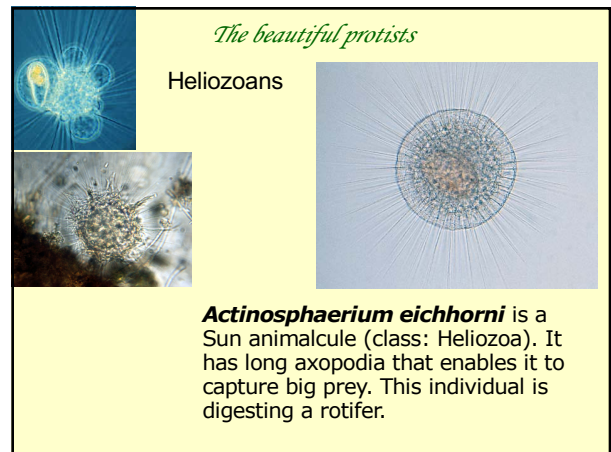 The beautiful protists
Heliozoans
Actinosphaerium eichhorni is a
Sun animalcule (class: Heliozoa). It
has long axopodia that enables it to
capture big prey. This individual is
digesting a rotifer.